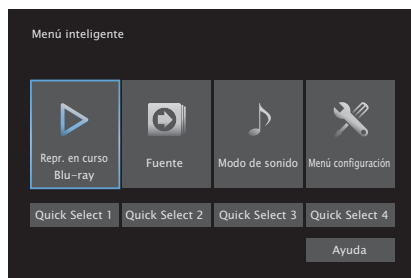 Menú inteligente
Repr. en curso
Blu-ray
Fuente
Modo de sonido
Menú configuración
Quick Select 1
Quick Select 2
Quick Select 3
Quick Select 4
Ayuda